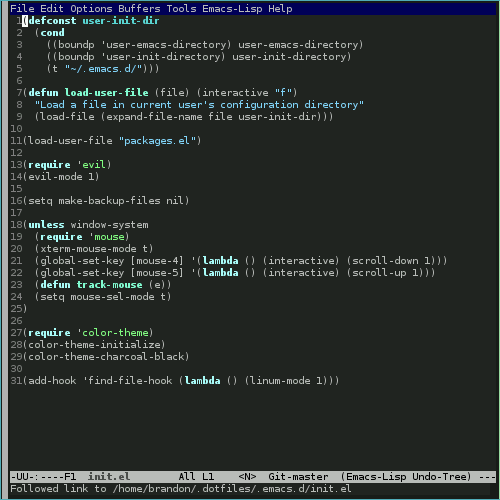 File Edit Options Buffers Tools Emacs-Lisp Help
1(defconst user-init-dir
2  (cond
3    ((boundp 'user-emacs-directory) user-emacs-directory)
4    ((boundp 'user-init-directory) user-init-directory)
5    (t "~/.emacs.d/")))
6
7(defun load-user-file (file) (interactive "f")
8  "Load a file in current user's configuration directory"
9  (load-file (expand-file-name file user-init-dir)))
10
11(load-user-file "packages.el")
12
13(require 'evil)
14(evil-mode 1)
15
16(setq make-backup-files nil)
17
18(unless window-system
19  (require 'mouse)
20  (xterm-mouse-mode t)
21  (global-set-key [mouse-4] '(lambda () (interactive) (scroll-down 1)))
22  (global-set-key [mouse-5] '(lambda () (interactive) (scroll-up 1)))
23  (defun track-mouse (e))
24  (setq mouse-sel-mode t)
25)
26
27(require 'color-theme)
28(color-theme-initialize)
29(color-theme-charcoal-black)
30
31(add-hook 'find-file-hook (lambda () (linum-mode 1)))
-UU-:----F1  init.el        All L1    <N>  Git-master  (Emacs-Lisp Undo-Tree) ---
Followed link to /home/brandon/.dotfiles/.emacs.d/init.el